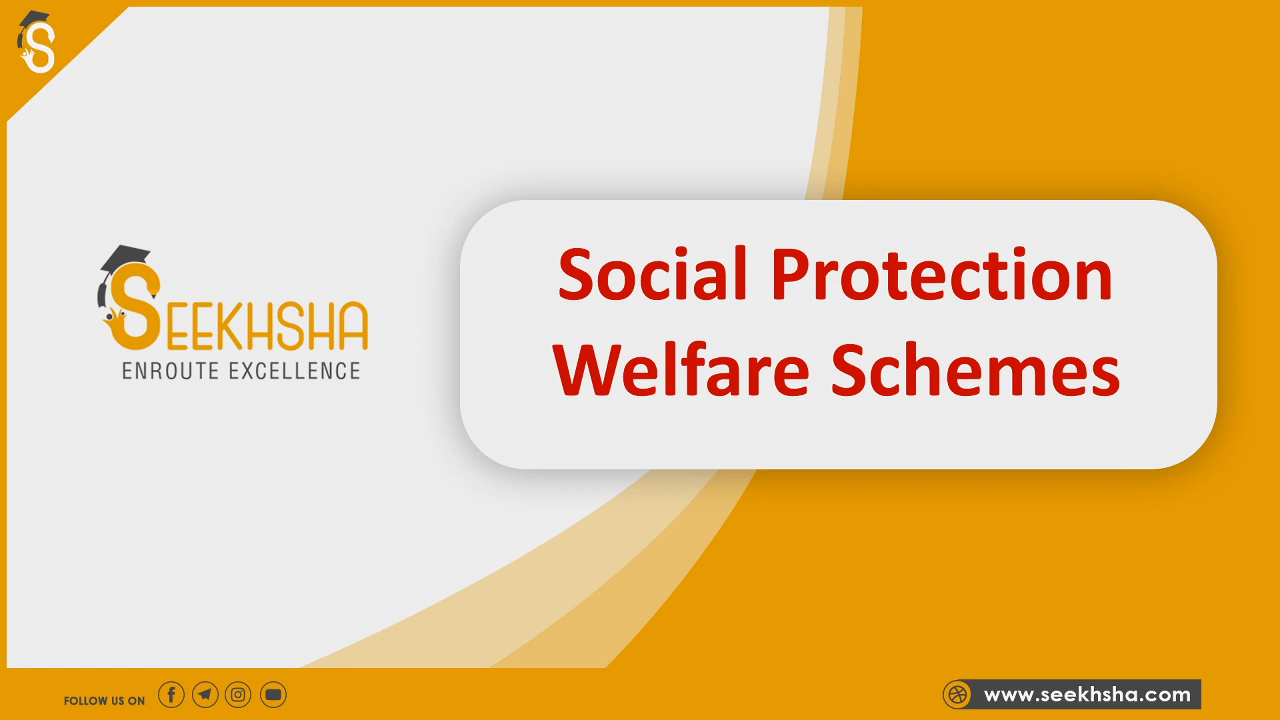 S
SEEKHSHA
ENROUTE EXCELLENCE
Social Protection
Welfare Schemes
FOLLOW US ON
www.seekhsha.com